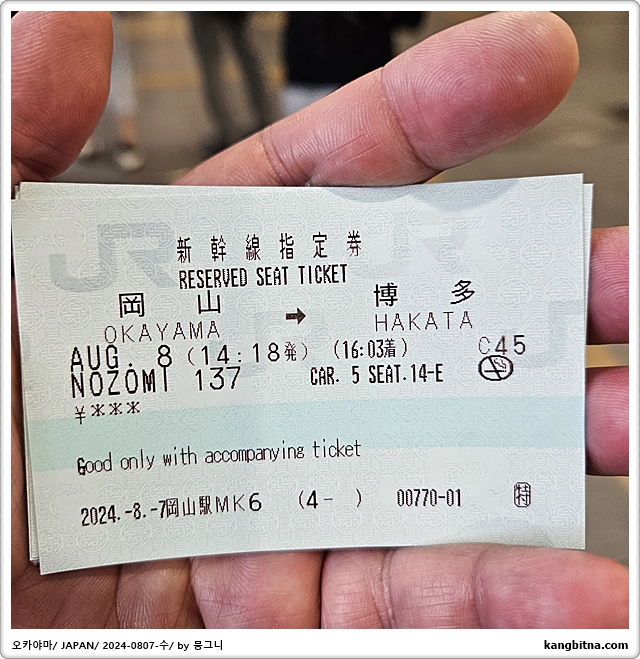 JR
新幹線指定券
RESERVED SEAT TICKET
岡山 → 博多
OKAYAMA HAKATA
AUG. 8 (14:18発) (16:03着) C45
NOZOMI 137 CAR. 5 SEAT.14-E
¥***
Good only with accompanying ticket
2024.-8.-7岡山駅MK6 (4- ) 00770-01 特
오카야마/ JAPAN/ 2024-0807-수/ by 뭉그니 kangbitna.com